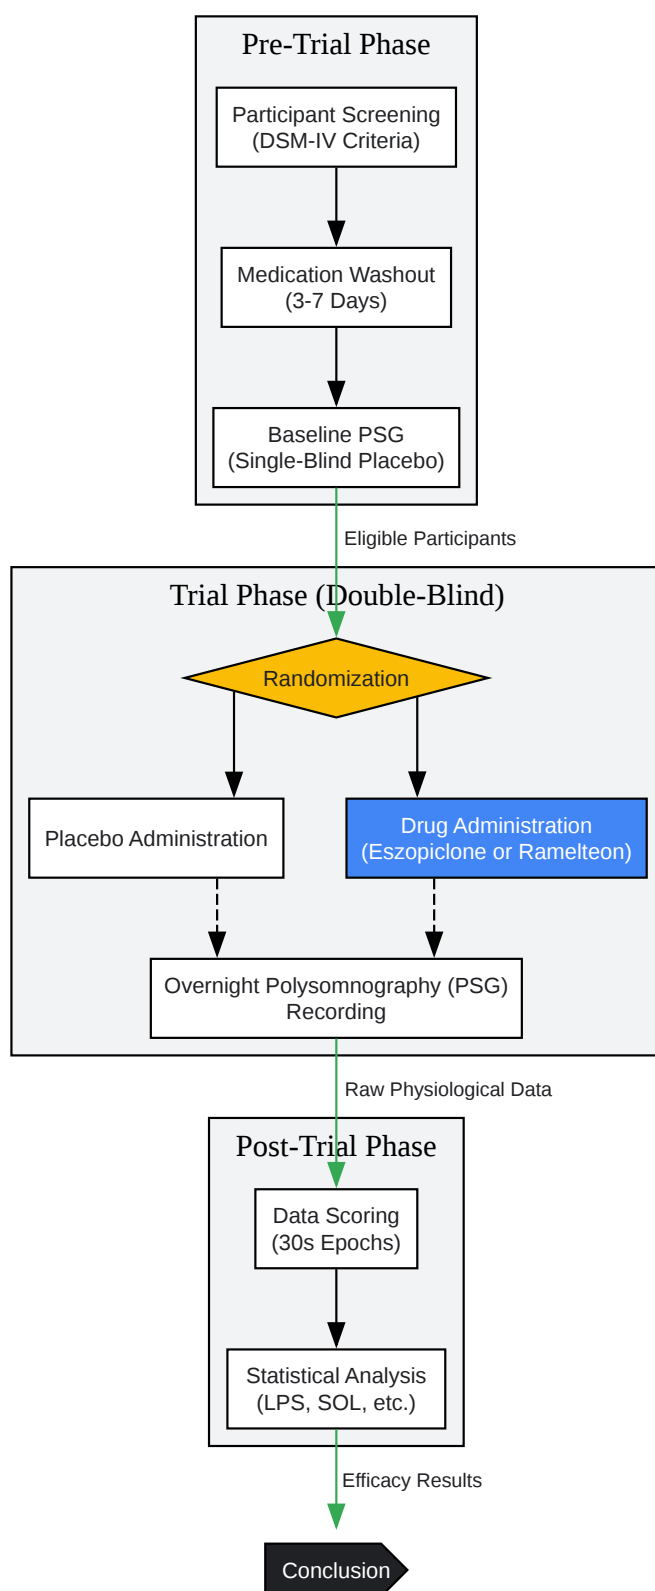 Pre-Trial Phase
Participant Screening
(DSM-IV Criteria)
Medication Washout
(3-7 Days)
Baseline PSG
(Single-Blind Placebo)
Eligible Participants
Trial Phase (Double-Blind)
Randomization
Placebo Administration
Drug Administration
(Eszopiclone or Ramelteon)
Overnight Polysomnography (PSG)
Recording
Raw Physiological Data
Post-Trial Phase
Data Scoring
(30s Epochs)
Statistical Analysis
(LPS, SOL, etc.)
Efficacy Results
Conclusion